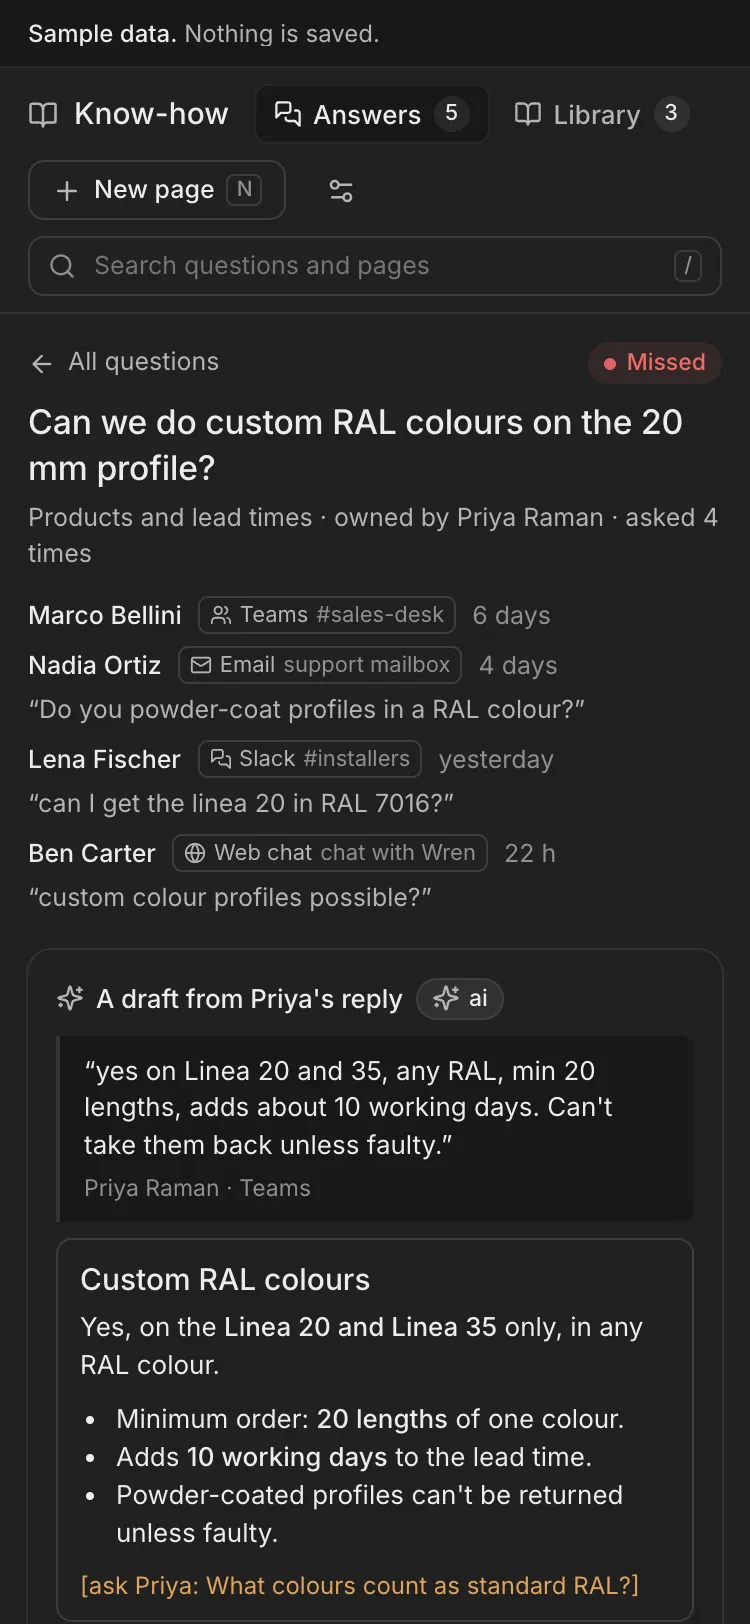 Sample data. Nothing is saved.
Know-how
Answers 5
Library 3
New page N
Search questions and pages /
All questions
Missed
Can we do custom RAL colours on the 20
mm profile?
Products and lead times · owned by Priya Raman · asked 4
times
Marco Bellini Teams #sales-desk 6 days
Nadia Ortiz Email support mailbox 4 days
“Do you powder-coat profiles in a RAL colour?”
Lena Fischer Slack #installers yesterday
“can I get the linea 20 in RAL 7016?”
Ben Carter Web chat chat with Wren 22 h
“custom colour profiles possible?”
A draft from Priya's reply ai
“yes on Linea 20 and 35, any RAL, min 20
lengths, adds about 10 working days. Can't
take them back unless faulty.”
Priya Raman · Teams
Custom RAL colours
Yes, on the Linea 20 and Linea 35 only, in any
RAL colour.
• Minimum order: 20 lengths of one colour.
• Adds 10 working days to the lead time.
• Powder-coated profiles can't be returned
unless faulty.
[ask Priya: What colours count as standard RAL?]